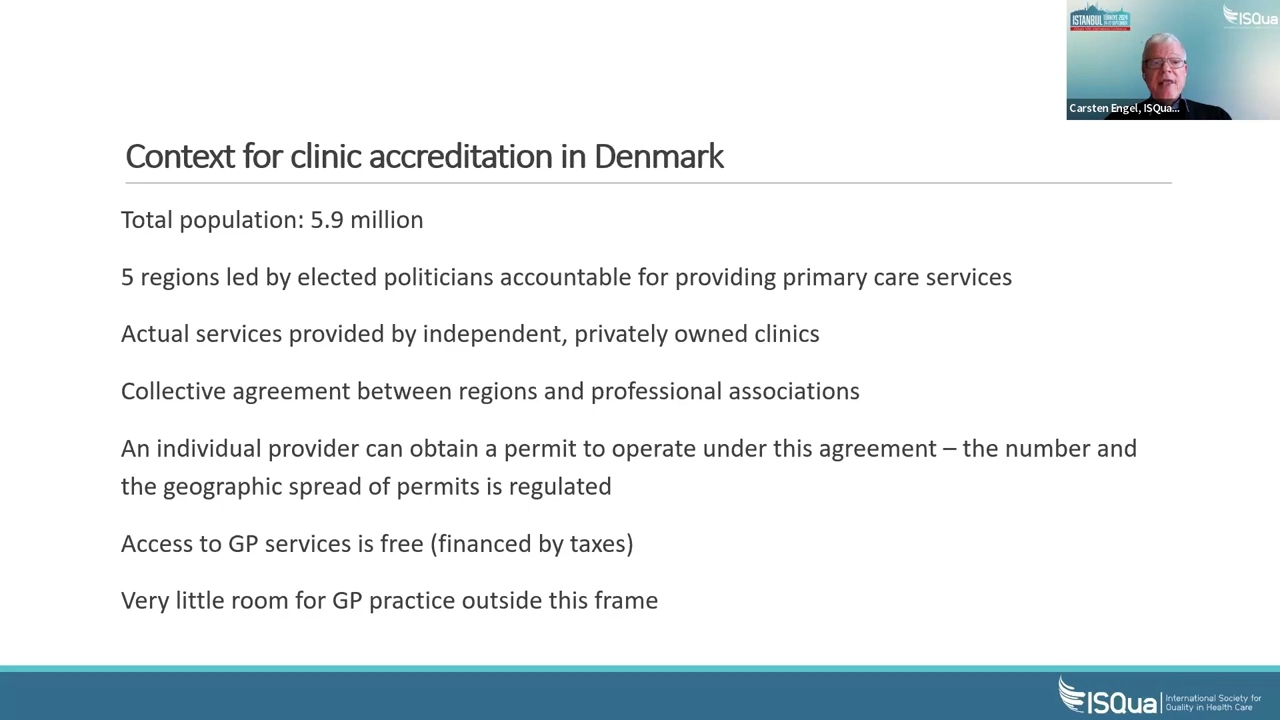 ISTANBUL
ISQua
Carsten Engel, ISQua...
Context for clinic accreditation in Denmark
Total population: 5.9 million
5 regions led by elected politicians accountable for providing primary care services
Actual services provided by independent, privately owned clinics
Collective agreement between regions and professional associations
An individual provider can obtain a permit to operate under this agreement – the number and
the geographic spread of permits is regulated
Access to GP services is free (financed by taxes)
Very little room for GP practice outside this frame
ISQua
International Society for
Quality in Health Care